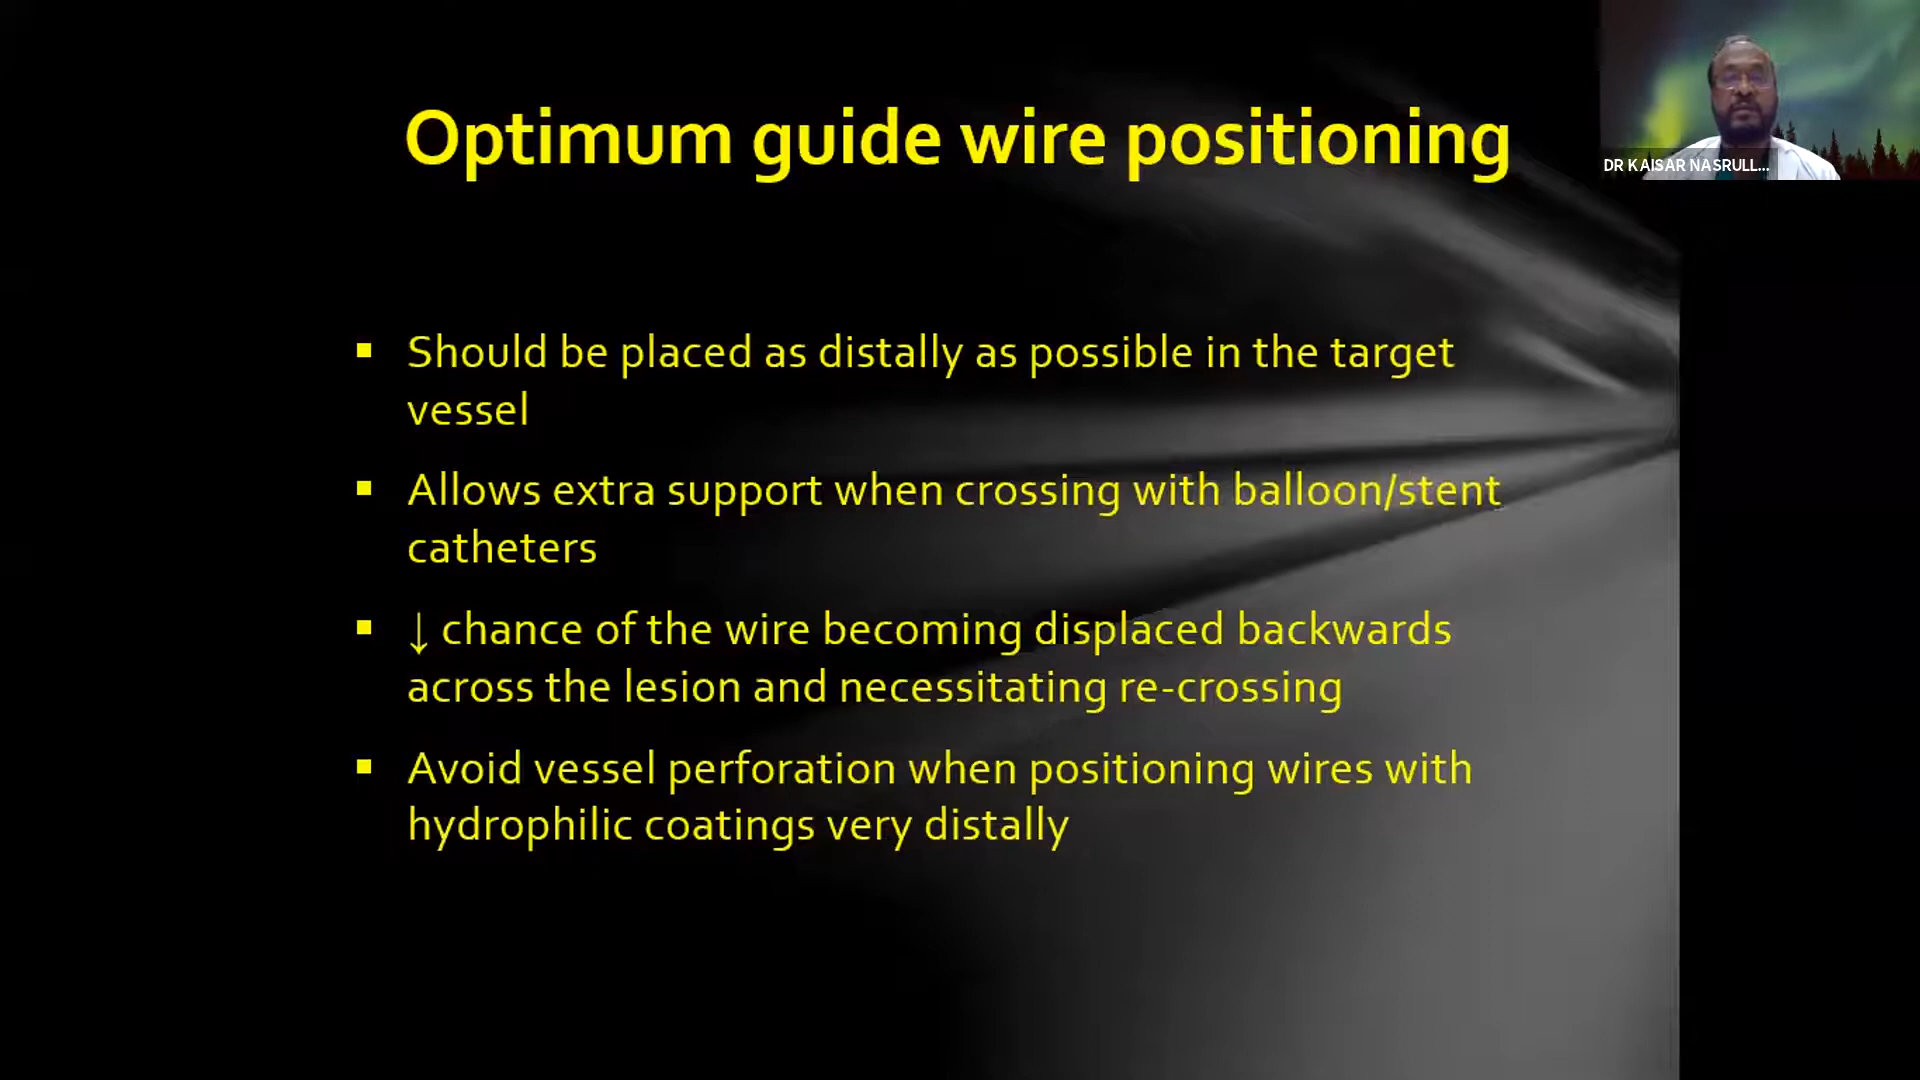 Optimum guide wire positioning
DR KAISAR NASRULL...
▪ Should be placed as distally as possible in the target
vessel
▪ Allows extra support when crossing with balloon/stent
catheters
▪ ↓ chance of the wire becoming displaced backwards
across the lesion and necessitating re-crossing
▪ Avoid vessel perforation when positioning wires with
hydrophilic coatings very distally